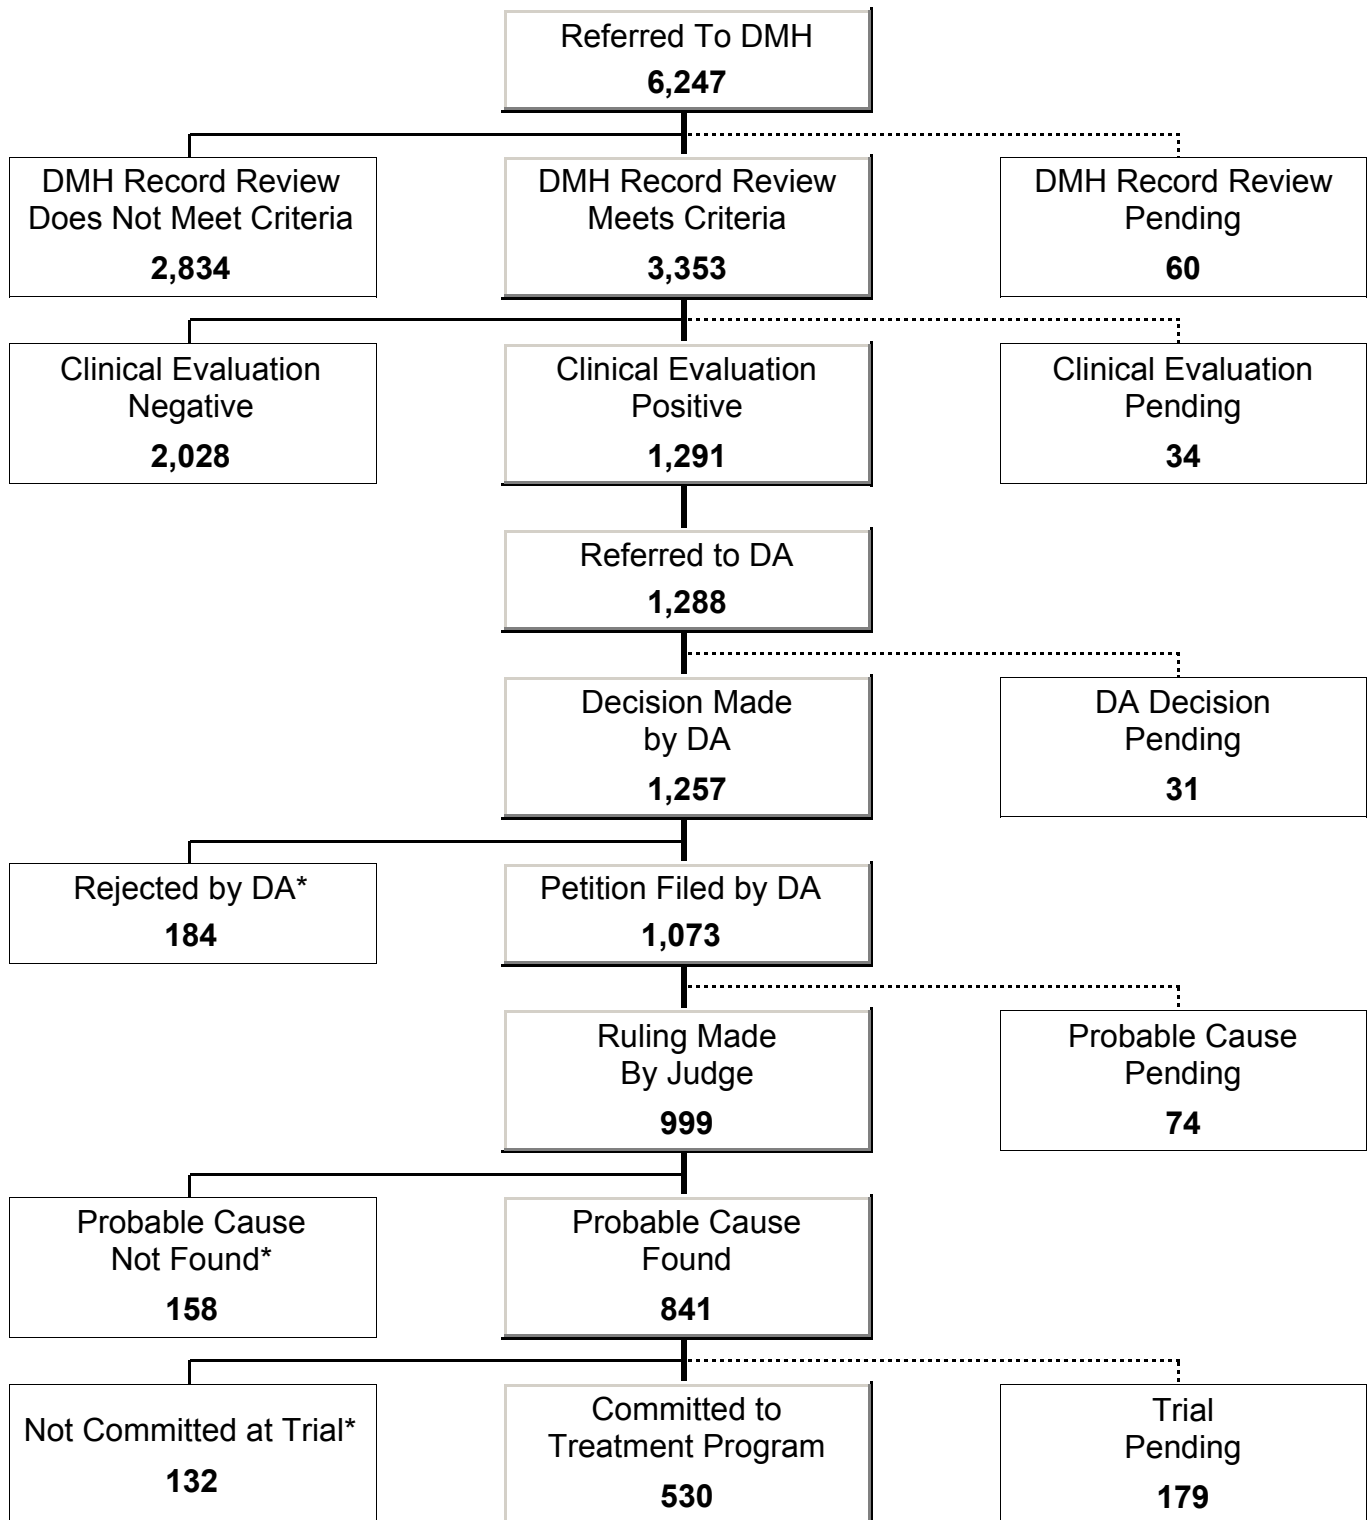 Referred To DMH
6,247
DMH Record Review
Does Not Meet Criteria
2,834
DMH Record Review
Meets Criteria
3,353
DMH Record Review
Pending
60
Clinical Evaluation
Negative
2,028
Clinical Evaluation
Positive
1,291
Clinical Evaluation
Pending
34
Referred to DA
1,288
Decision Made
by DA
1,257
DA Decision
Pending
31
Rejected by DA*
184
Petition Filed by DA
1,073
Ruling Made
By Judge
999
Probable Cause
Pending
74
Probable Cause
Not Found*
158
Probable Cause
Found
841
Not Committed at Trial*
132
Committed to
Treatment Program
530
Trial
Pending
179